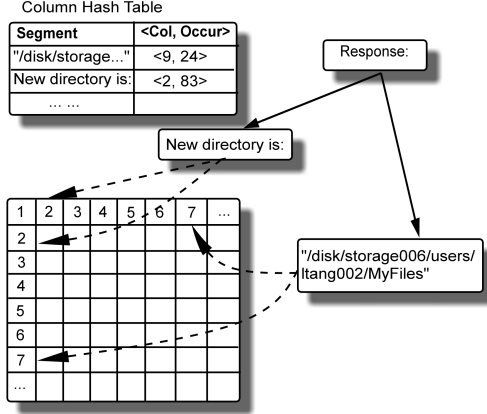 Column Hash Table
Segment <Col, Occur>
"/disk/storage..." <9, 24>
New directory is: <2, 83>
... ...
Response:
New directory is:
1 2 3 4 5 6 7 ...
2
3
4
5
6
7
...
"/disk/storage006/users/
ltang002/MyFiles"